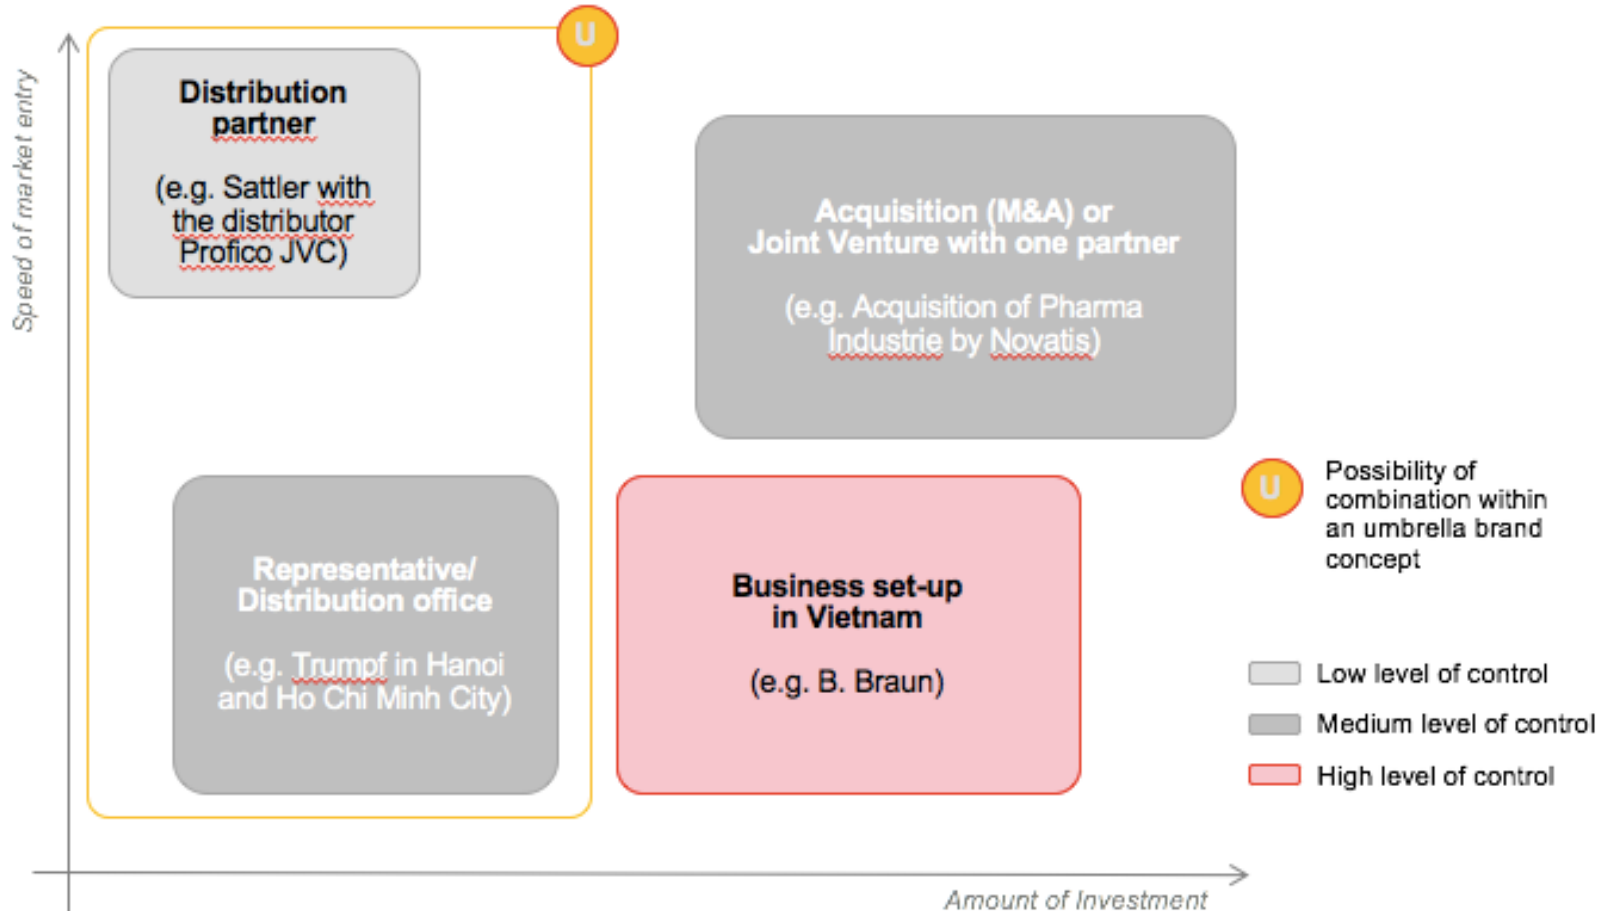 U
Speed of market entry
Distribution
partner
(e.g. Sattler with
the distributor
Profico JVC)
Acquisition (M&A) or
Joint Venture with one partner
(e.g. Acquisition of Pharma
Industrie by Novatis)
Representative/
Distribution office
(e.g. Trumpf in Hanoi
and Ho Chi Minh City)
Business set-up
in Vietnam
(e.g. B. Braun)
U
Possibility of
combination within
an umbrella brand
concept
Low level of control
Medium level of control
High level of control
Amount of Investment